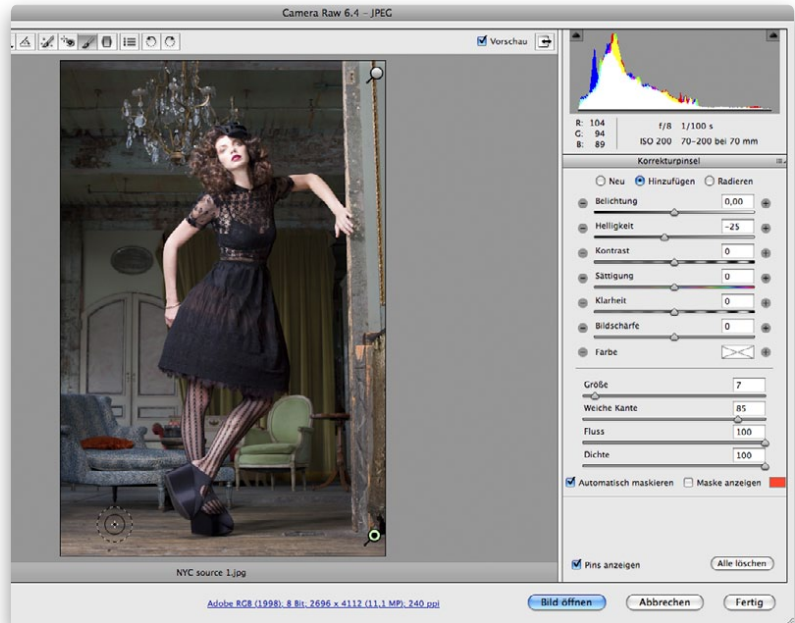 Camera Raw 6.4 – JPEG
Vorschau
R: 104
G: 94
B: 89
f/8 1/100 s
ISO 200 70–200 bei 70 mm
Korrekturpinsel
Neu Hinzufügen Radieren
Belichtung 0,00
Helligkeit -25
Kontrast 0
Sättigung 0
Klarheit 0
Bildschärfe 0
Farbe
Größe 7
Weiche Kante 85
Fluss 100
Dichte 100
Automatisch maskieren Maske anzeigen
Pins anzeigen Alle löschen
NYC source 1.jpg
Adobe RGB (1998); 8 Bit; 2696 x 4112 (11,1 MP); 240 ppi
Bild öffnen Abbrechen Fertig